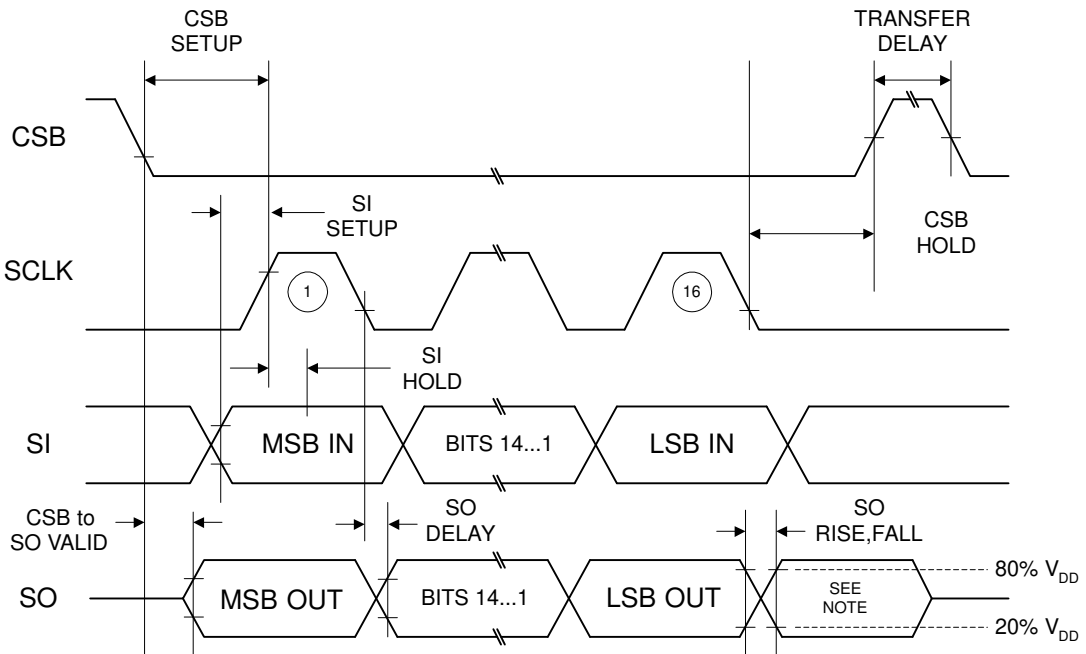 CSB
SETUP
TRANSFER
DELAY
CSB
SI
SETUP
CSB
HOLD
SCLK
1
16
SI
HOLD
SI
MSB IN
BITS 14...1
LSB IN
CSB to
SO VALID
SO
DELAY
SO
RISE,FALL
SO
MSB OUT
BITS 14...1
LSB OUT
SEE
NOTE
80% VDD
20% VDD